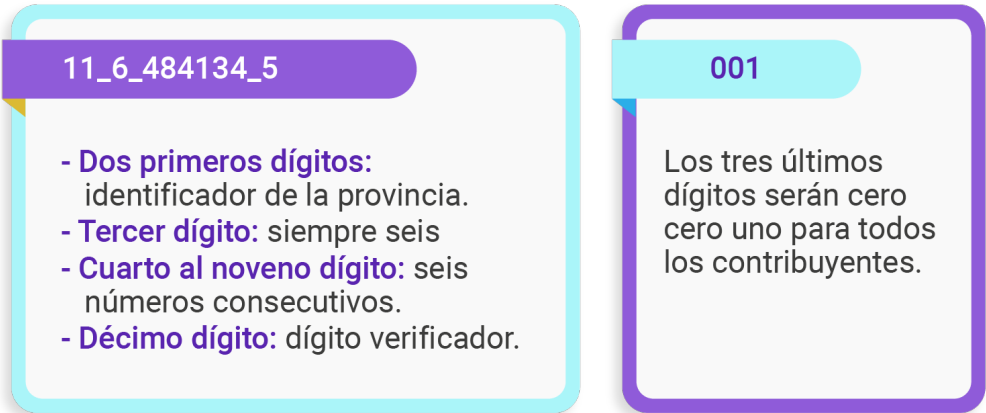 11_6_484134_5
- Dos primeros dígitos:
identificador de la provincia.
- Tercer dígito: siempre seis
- Cuarto al noveno dígito: seis
números consecutivos.
- Décimo dígito: dígito verificador.
001
Los tres últimos
dígitos serán cero
cero uno para todos
los contribuyentes.